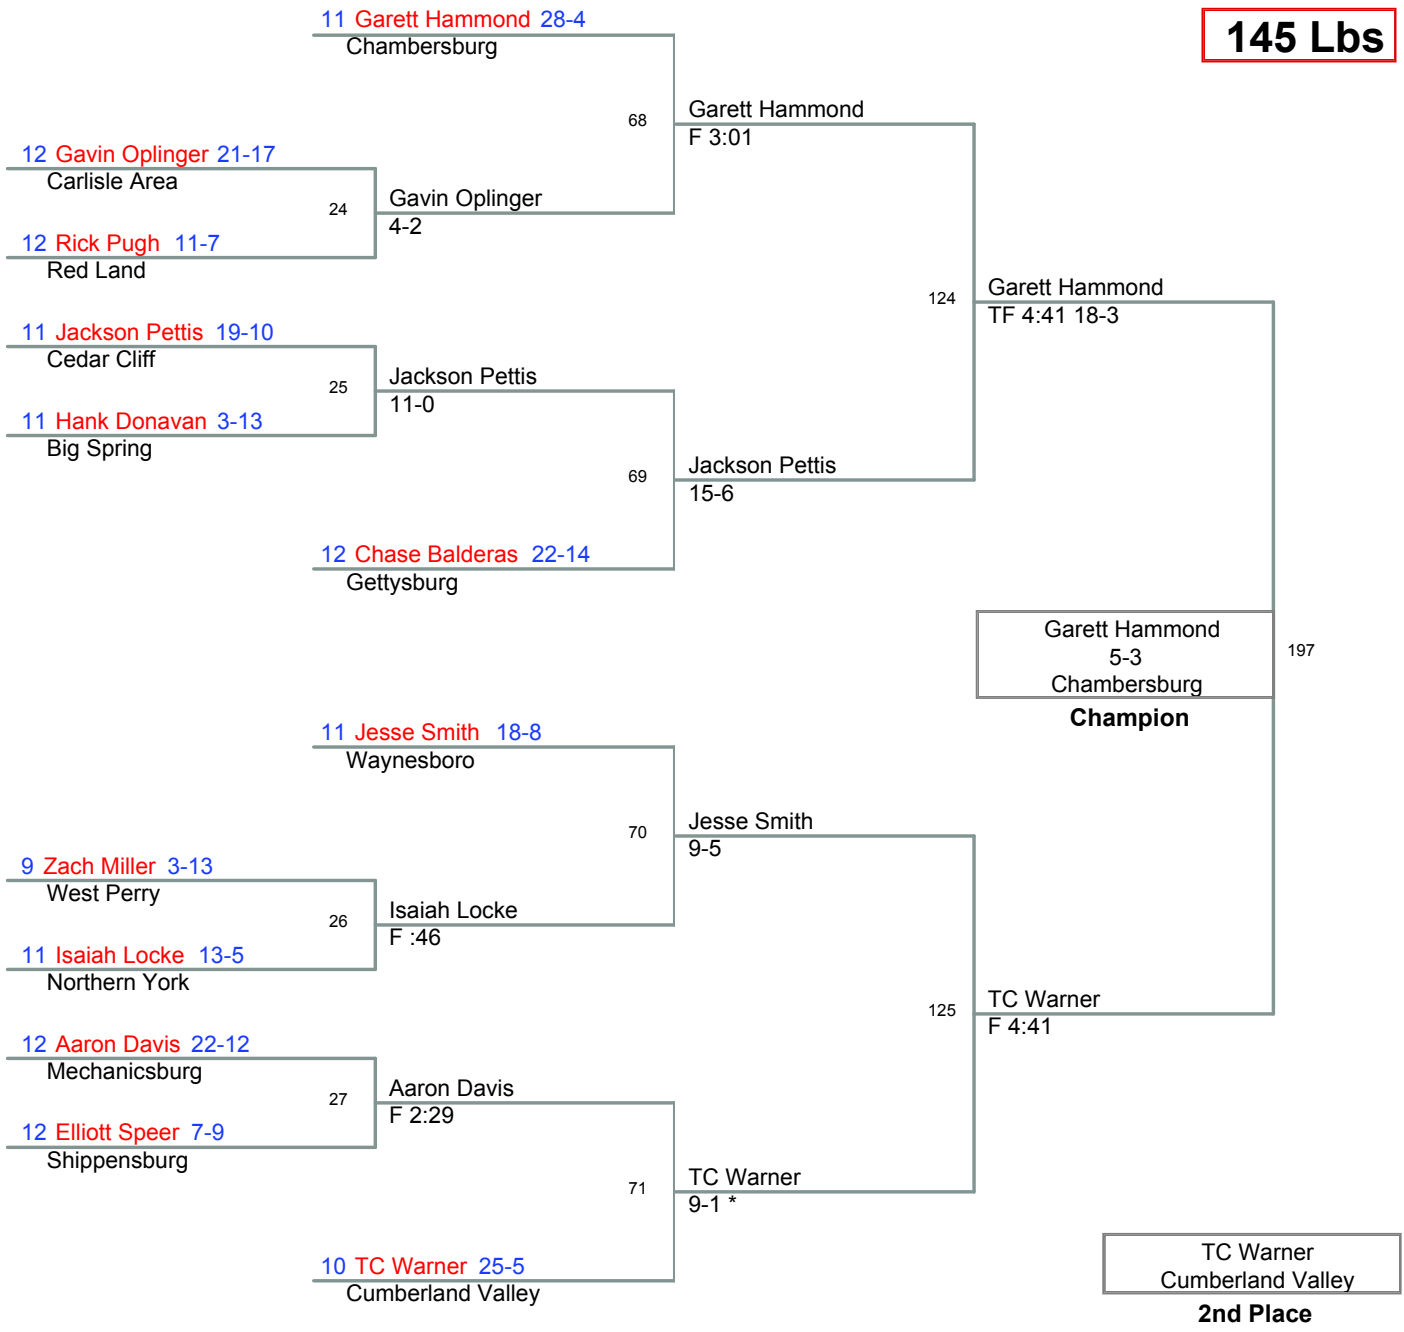 11 Garett Hammond 28-4
Chambersburg
145 Lbs
68
Garett Hammond
F 3:01
12 Gavin Oplinger 21-17
Carlisle Area
24
Gavin Oplinger
4-2
12 Rick Pugh 11-7
Red Land
124
Garett Hammond
TF 4:41 18-3
11 Jackson Pettis 19-10
Cedar Cliff
25
Jackson Pettis
11-0
11 Hank Donavan 3-13
Big Spring
69
Jackson Pettis
15-6
12 Chase Balderas 22-14
Gettysburg
Garett Hammond
5-3
Chambersburg
197
Champion
11 Jesse Smith 18-8
Waynesboro
70
Jesse Smith
9-5
9 Zach Miller 3-13
West Perry
26
Isaiah Locke
F :46
11 Isaiah Locke 13-5
Northern York
125
TC Warner
F 4:41
12 Aaron Davis 22-12
Mechanicsburg
27
Aaron Davis
F 2:29
12 Elliott Speer 7-9
Shippensburg
71
TC Warner
9-1 *
10 TC Warner 25-5
Cumberland Valley
TC Warner
Cumberland Valley
2nd Place